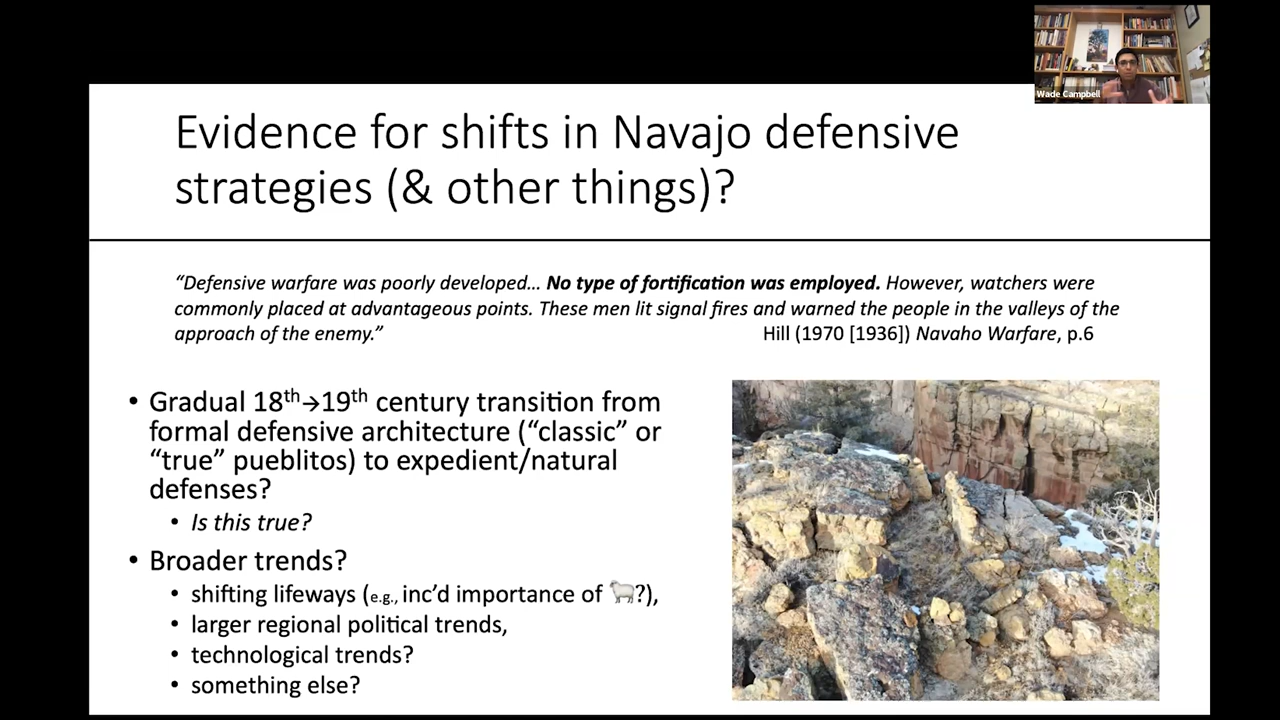 Wade Campbell
Evidence for shifts in Navajo defensive
strategies (& other things)?
“Defensive warfare was poorly developed… No type of fortification was employed. However, watchers were
commonly placed at advantageous points. These men lit signal fires and warned the people in the valleys of the
approach of the enemy.”
Hill (1970 [1936]) Navaho Warfare, p.6
• Gradual 18th→19th century transition from
formal defensive architecture (“classic” or
“true” pueblitos) to expedient/natural
defenses?
• Is this true?
• Broader trends?
• shifting lifeways (e.g., inc’d importance of 🐑?),
• larger regional political trends,
• technological trends?
• something else?